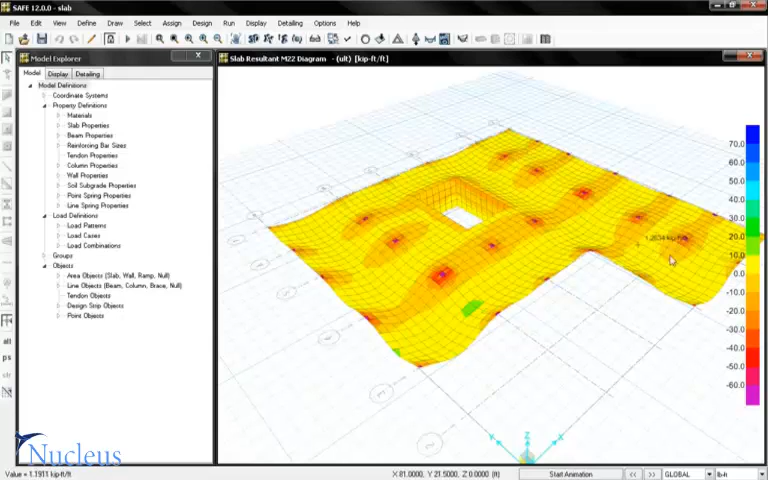 SAFE 12.0.0 - slab
File Edit View Define Draw Select Assign Design Run Display Detailing Options Help
Model Explorer
Slab Resultant M22 Diagram - (ult) [kip-ft/ft]
Model Display Detailing
Model Definitions
Coordinate Systems
Property Definitions
Materials
Slab Properties
Beam Properties
Reinforcing Bar Sizes
Tendon Properties
Column Properties
Wall Properties
Soil Subgrade Properties
Point Spring Properties
Line Spring Properties
Load Definitions
Load Patterns
Load Cases
Load Combinations
Groups
Objects
Area Objects (Slab, Wall, Ramp, Null)
Line Objects (Beam, Column, Brace, Null)
Tendon Objects
Design Strip Objects
Point Objects
all
ps
clr
70.0
60.0
50.0
40.0
30.0
20.0
10.0
0.0
-10.0
-20.0
-30.0
-40.0
-50.0
-60.0
Y Z X
Nucleus
Value = 1.1911 kip-ft/ft
X 81.0000, Y 21.5000, Z 0.0000 (ft)
Start Animation
<< >>
GLOBAL
lb-ft